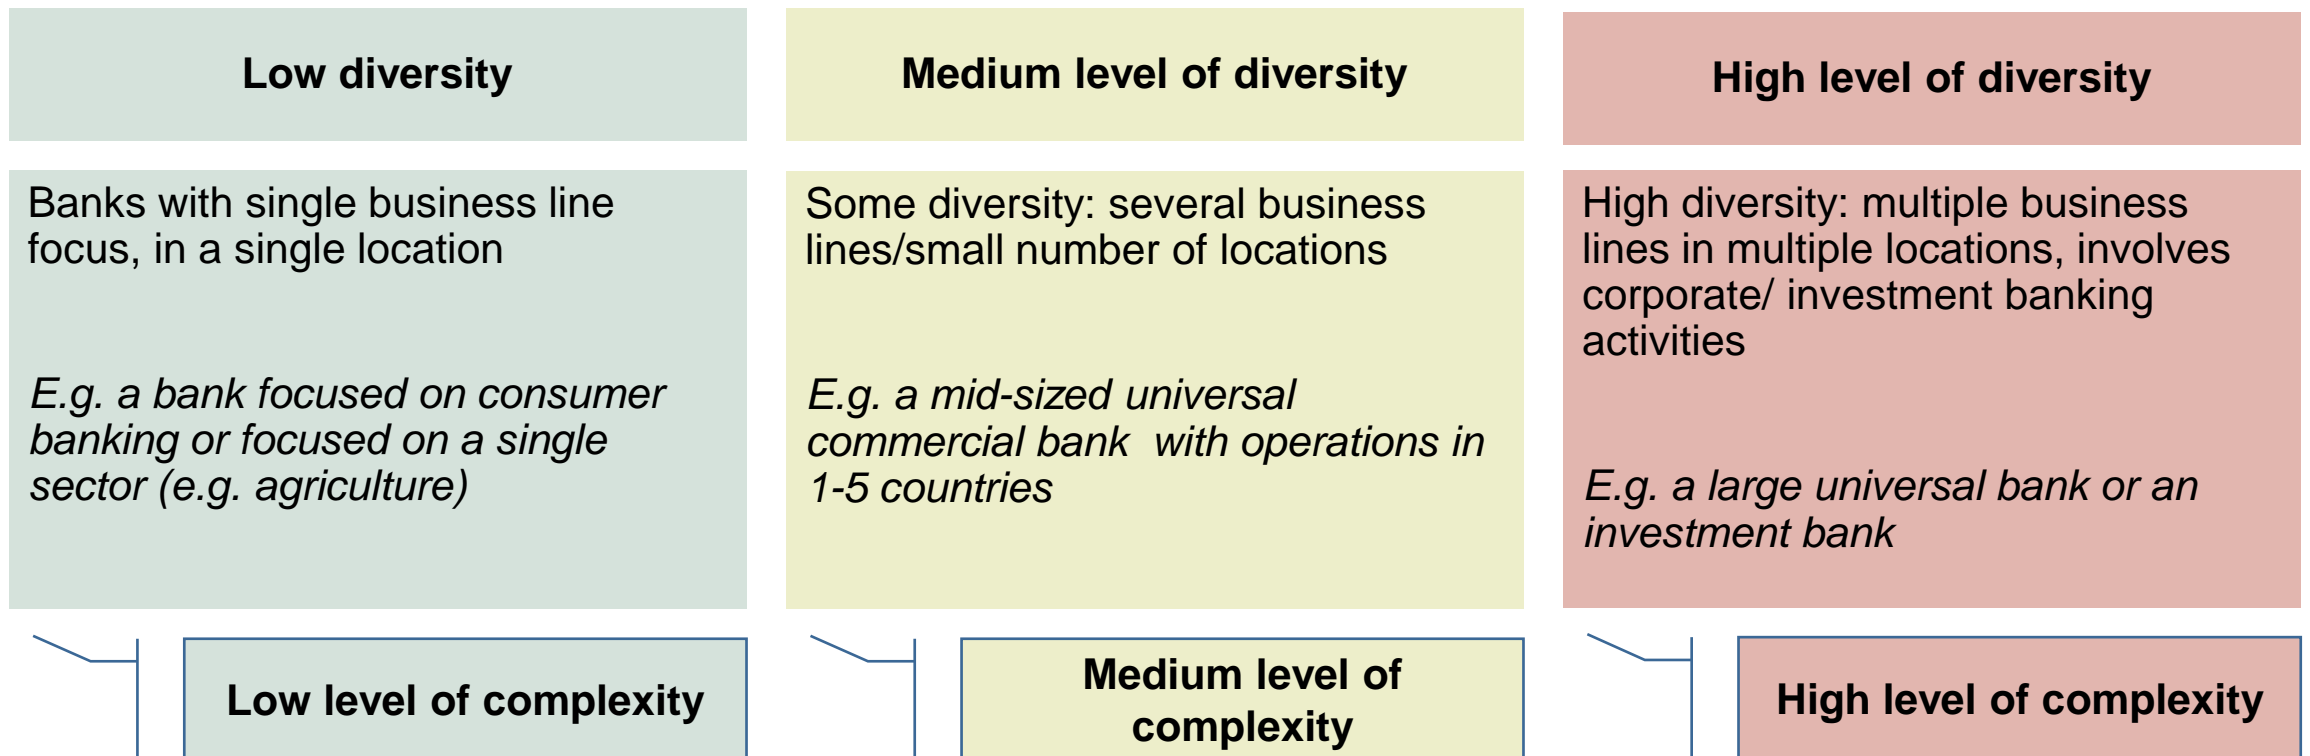 Low diversity
Medium level of diversity
High level of diversity
Banks with single business line
focus, in a single location
E.g. a bank focused on consumer
banking or focused on a single
sector (e.g. agriculture)
Some diversity: several business
lines/small number of locations
E.g. a mid-sized universal
commercial bank  with operations in
1-5 countries
High diversity: multiple business
lines in multiple locations, involves
corporate/ investment banking
activities
E.g. a large universal bank or an
investment bank
Low level of complexity
Medium level of
complexity
High level of complexity